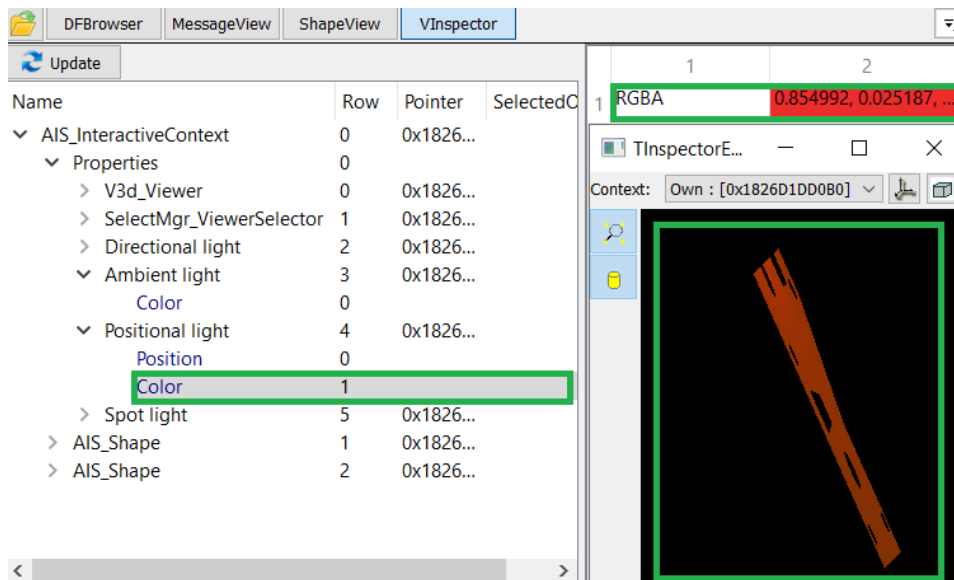 DFBrowser MessageView ShapeView VInspector
Update
Name Row Pointer SelectedO
AIS_InteractiveContext 0 0x1826...
Properties 0
V3d_Viewer 0 0x1826...
SelectMgr_ViewerSelector 1 0x1826...
Directional light 2 0x1826...
Ambient light 3 0x1826...
Color 0
Positional light 4 0x1826...
Position 0
Color 1
Spot light 5 0x1826...
AIS_Shape 1 0x1826...
AIS_Shape 2 0x1826...
1 2
1 RGBA 0.854992, 0.025187, ...
TInspectorE...
Context: Own : [0x1826D1DD0B0]